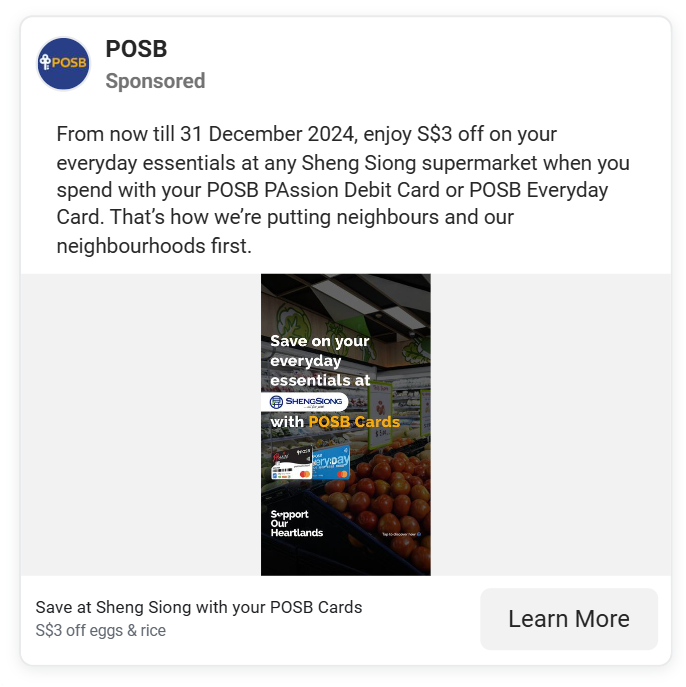 POSB
POSB
Sponsored
From now till 31 December 2024, enjoy S$3 off on your
everyday essentials at any Sheng Siong supermarket when you
spend with your POSB PAssion Debit Card or POSB Everyday
Card. That’s how we’re putting neighbours and our
neighbourhoods first.
Save on your
everyday
essentials at
SHENGSIONG
with POSB Cards
POSB
POSB
eryday
Support
Our
Heartlands
Tap to discover how
Save at Sheng Siong with your POSB Cards
S$3 off eggs & rice
Learn More